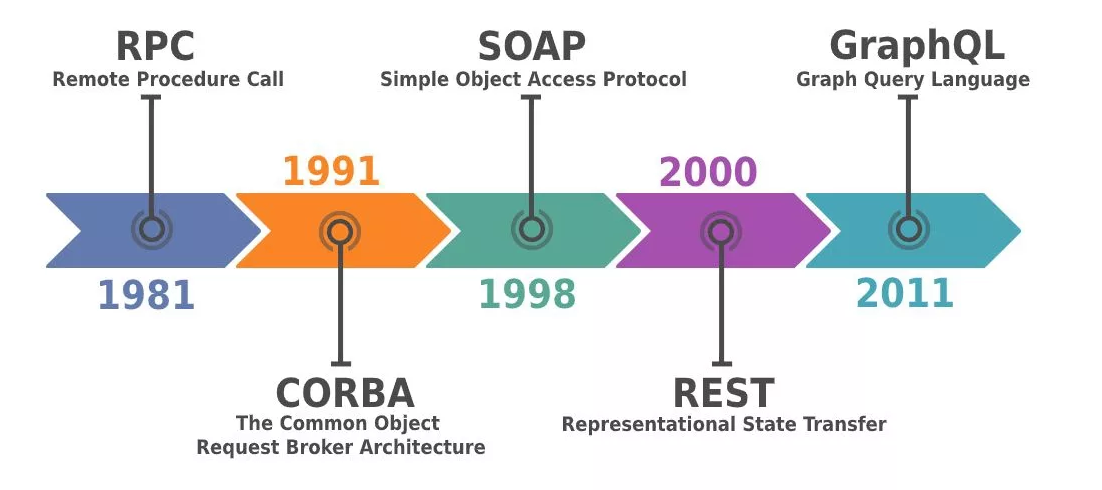 RPC
Remote Procedure Call
SOAP
Simple Object Access Protocol
GraphQL
Graph Query Language
1991
2000
1981
1998
2011
CORBA
The Common Object
Request Broker Architecture
REST
Representational State Transfer